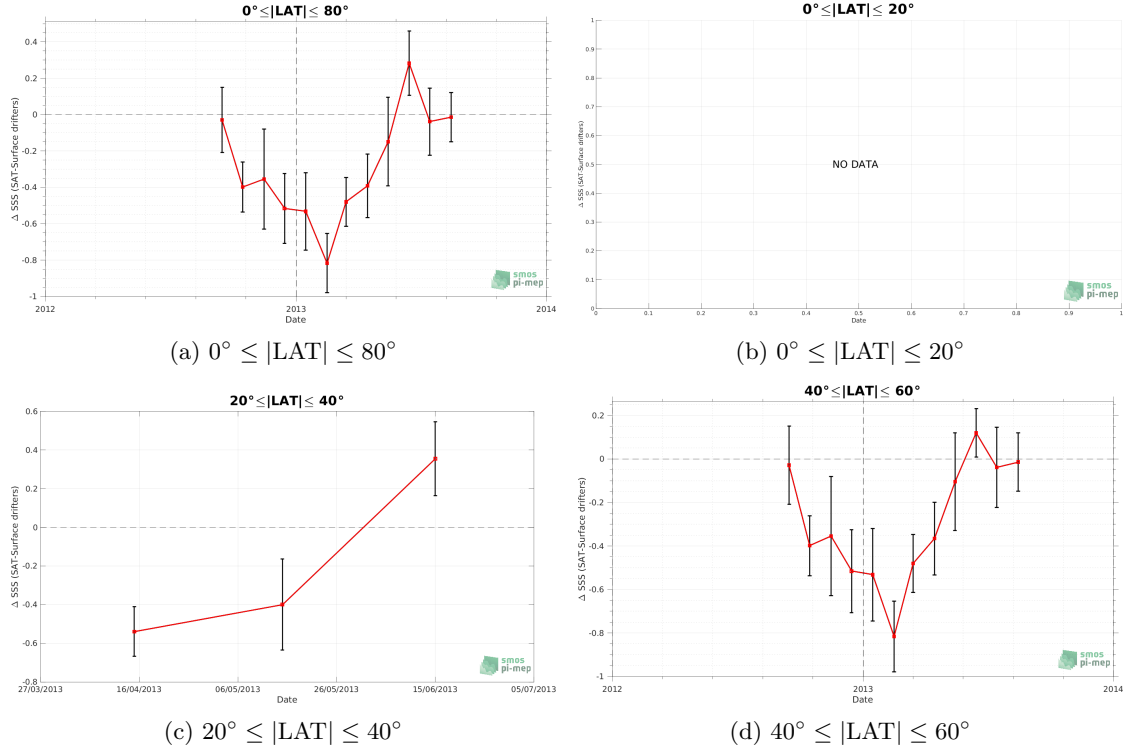 0°≤|LAT|≤ 80°
Δ SSS (SAT-Surface drifters)
0.4
0.2
0
-0.2
-0.4
-0.6
-0.8
-1
2012
2013
2014
Date
smos
pi-mep
(a) 0° ≤ |LAT| ≤ 80°
0°≤|LAT|≤ 20°
Δ SSS (SAT-Surface drifters)
1
0.9
0.8
0.7
0.6
0.5
0.4
0.3
0.2
0.1
0
NO DATA
0
0.1
0.2
0.3
0.4
0.5
0.6
0.7
0.8
0.9
1
Date
smos
pi-mep
(b) 0° ≤ |LAT| ≤ 20°
20°≤|LAT|≤ 40°
Δ SSS (SAT-Surface drifters)
0.6
0.4
0.2
0
-0.2
-0.4
-0.6
-0.8
27/03/2013
16/04/2013
06/05/2013
26/05/2013
15/06/2013
05/07/2013
Date
smos
pi-mep
(c) 20° ≤ |LAT| ≤ 40°
40°≤|LAT|≤ 60°
Δ SSS (SAT-Surface drifters)
0.2
0
-0.2
-0.4
-0.6
-0.8
-1
2012
2013
2014
Date
smos
pi-mep
(d) 40° ≤ |LAT| ≤ 60°